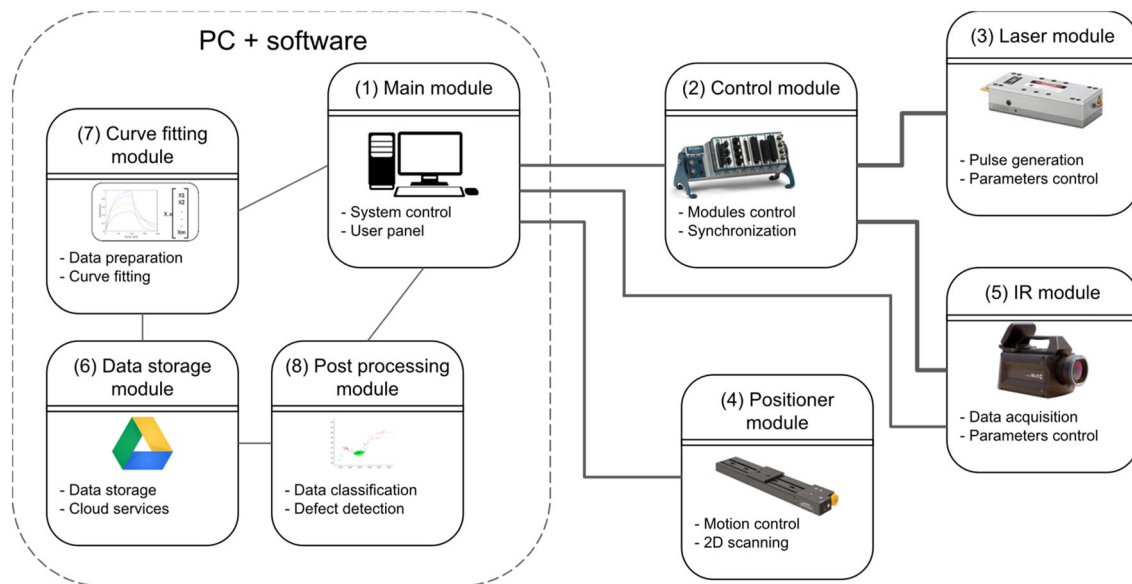 PC + software
(1) Main module
- System control
- User panel
(2) Control module
- Modules control
- Synchronization
(3) Laser module
- Pulse generation
- Parameters control
(7) Curve fitting
module
X1
X2
Xm
- Data preparation
- Curve fitting
(5) IR module
- Data acquisition
- Parameters control
(6) Data storage
module
- Data storage
- Cloud services
(8) Post processing
module
- Data classification
- Defect detection
(4) Positioner
module
- Motion control
- 2D scanning